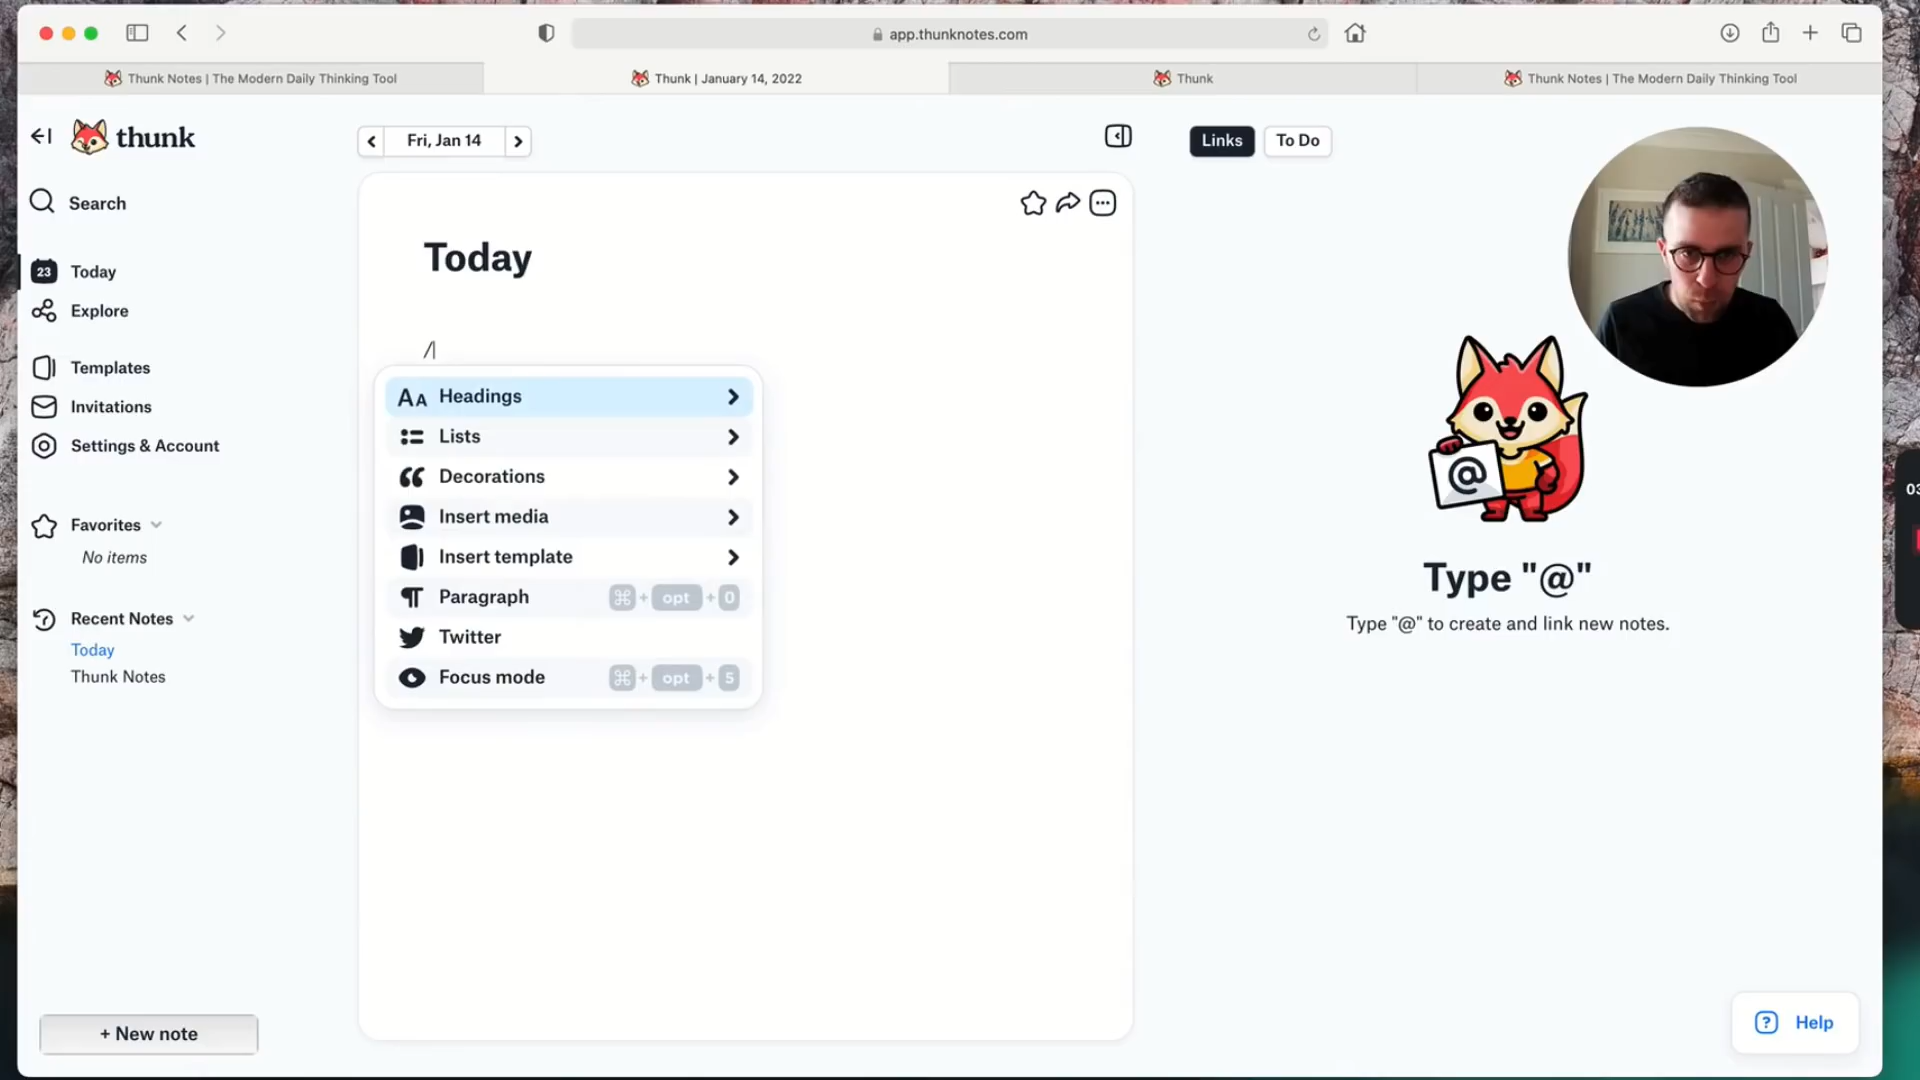 app.thunknotes.com
Thunk Notes | The Modern Daily Thinking Tool
Thunk | January 14, 2022
Thunk
Thunk Notes | The Modern Daily Thinking Tool
thunk
Fri, Jan 14
Links
To Do
Search
23
Today
Explore
Templates
Invitations
Settings & Account
Favorites
No items
Recent Notes
Today
Thunk Notes
+ New note
Today
/
Headings
Lists
Decorations
Insert media
Insert template
Paragraph
⌘ + opt + 0
Twitter
Focus mode
⌘ + opt + 5
@
Type "@"
Type "@" to create and link new notes.
03
? Help